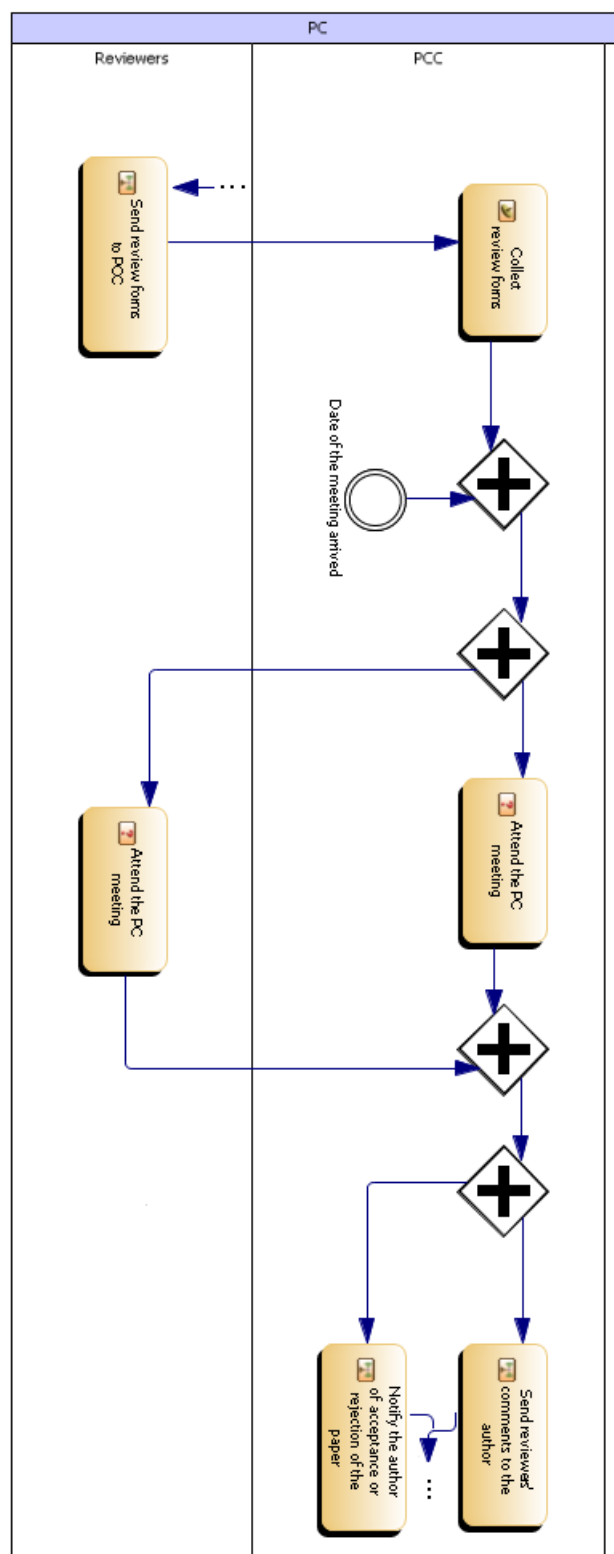 PC
Reviewers
PCC
Send review forms
to PCC
...
Collect
review forms
Date of the meeting arrived
Attend the PC
meeting
Attend the PC
meeting
Notify the author
of acceptance or
rejection of the
paper
...
Send reviewers'
comments to the
author